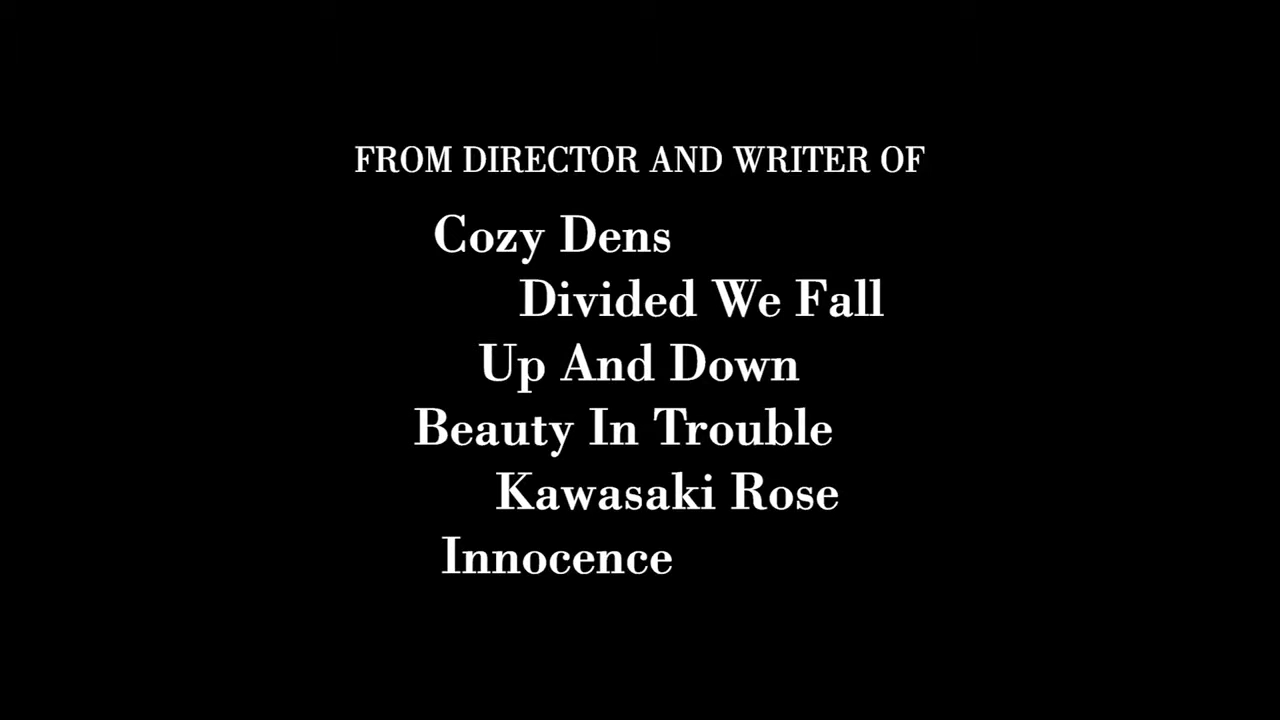 FROM DIRECTOR AND WRITER OF
Cozy Dens
Divided We Fall
Up And Down
Beauty In Trouble
Kawasaki Rose
Innocence